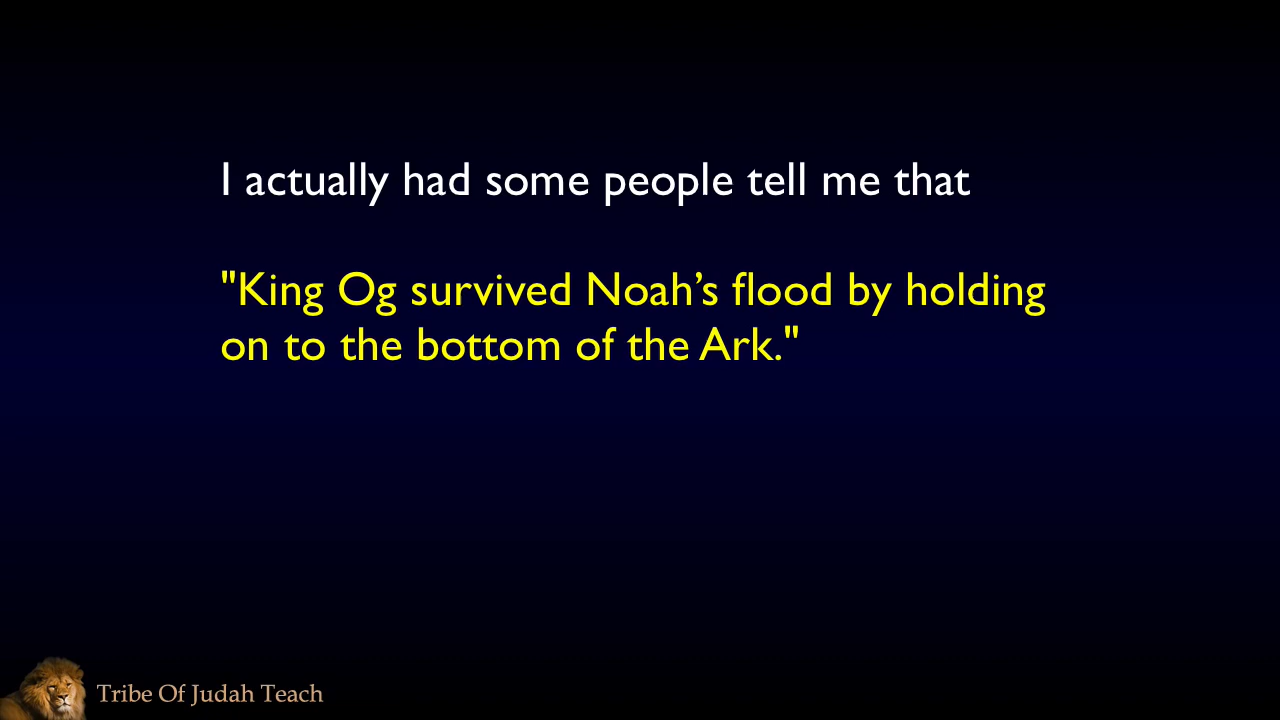 I actually had some people tell me that
"King Og survived Noah’s flood by holding
on to the bottom of the Ark."
Tribe Of Judah Teach